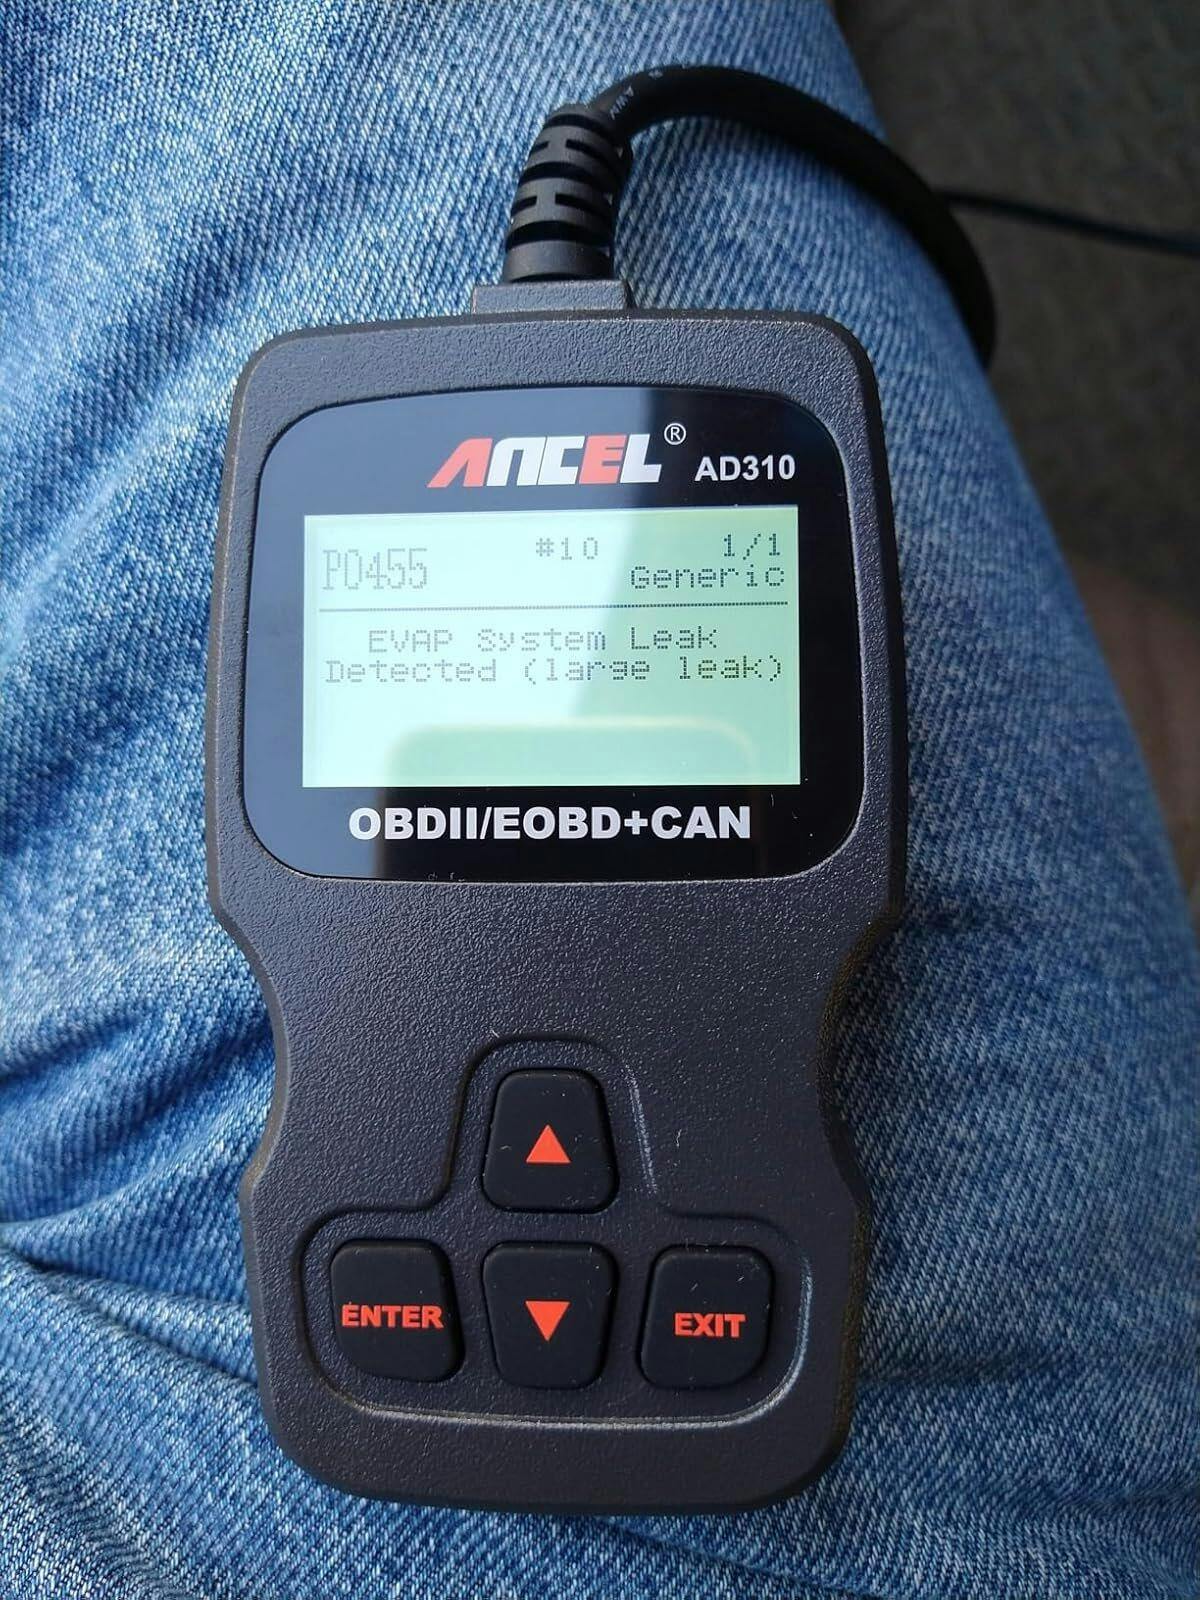 ANCEL® AD310
P0455 #10 1/1
Generic
EVAP System Leak
Detected (large leak)
OBDII/EOBD+CAN
ENTER
EXIT